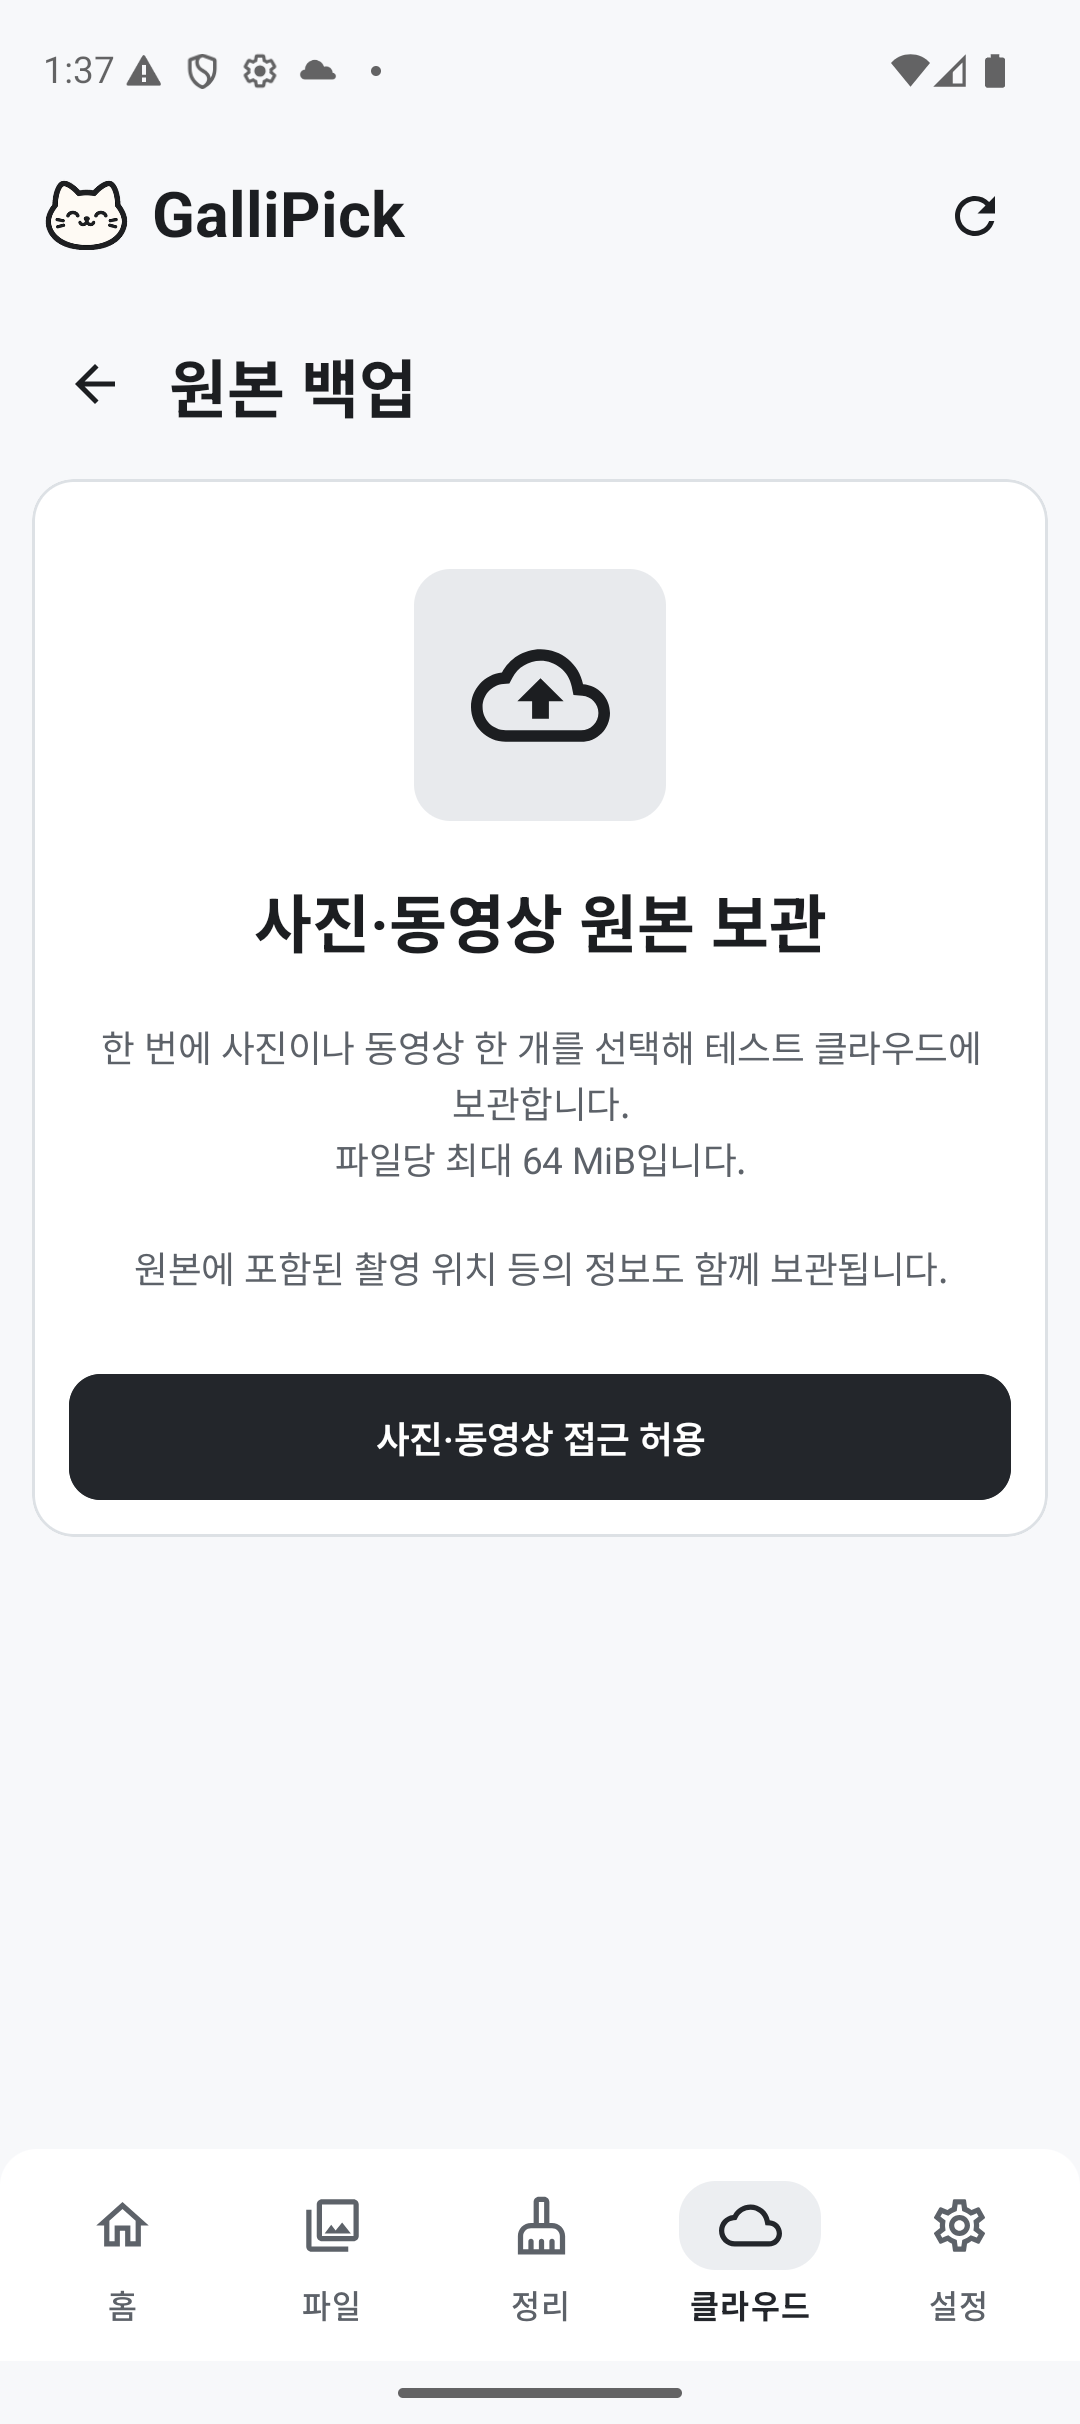 1:37
GalliPick
원본 백업
사진·동영상 원본 보관
한 번에 사진이나 동영상 한 개를 선택해 테스트 클라우드에
보관합니다.
파일당 최대 64 MiB입니다.
원본에 포함된 촬영 위치 등의 정보도 함께 보관됩니다.
사진·동영상 접근 허용
홈
파일
정리
클라우드
설정